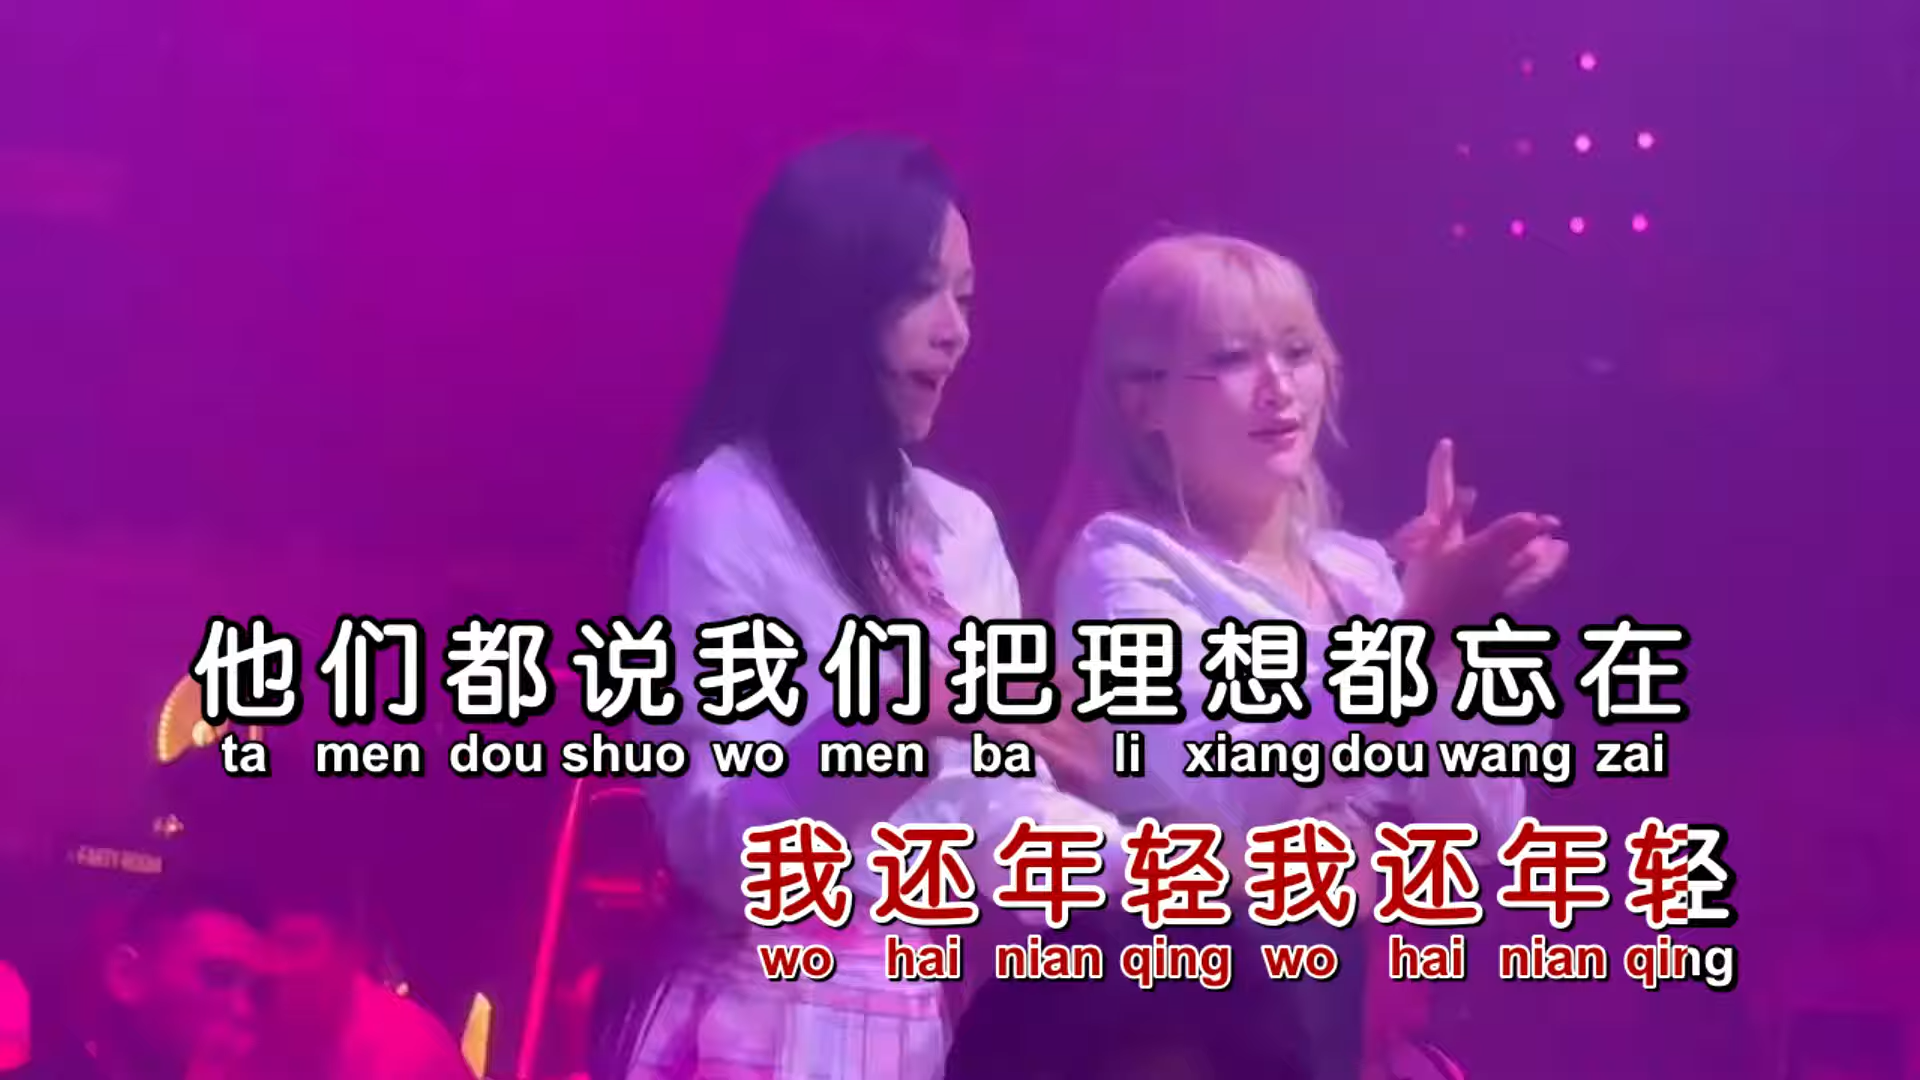 他们都说我们把理想都忘在
ta men dou shuo wo men ba li xiang dou wang zai
我还年轻我还年轻
wo hai nian qing wo hai nian qing